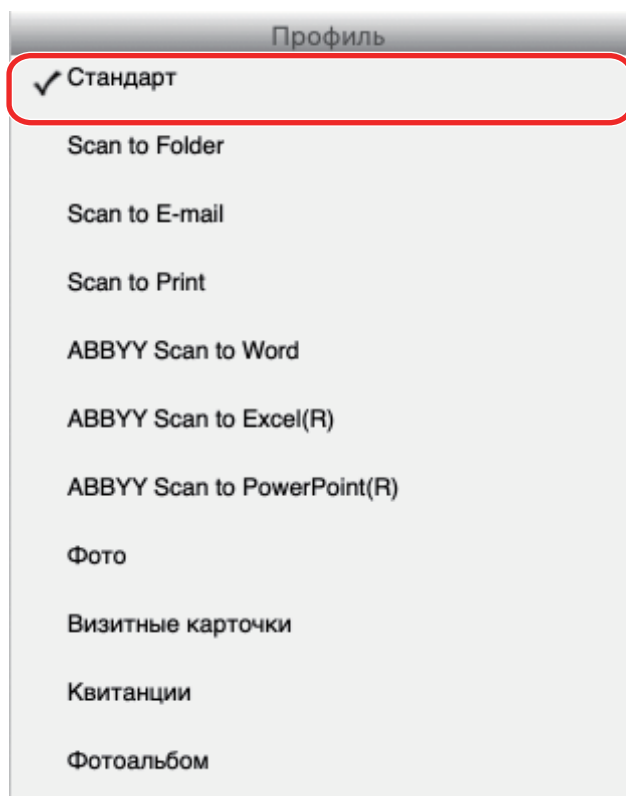 Профиль
Стандарт
Scan to Folder
Scan to E-mail
Scan to Print
ABBYY Scan to Word
ABBYY Scan to Excel(R)
ABBYY Scan to PowerPoint(R)
Фото
Визитные карточки
Квитанции
Фотоальбом